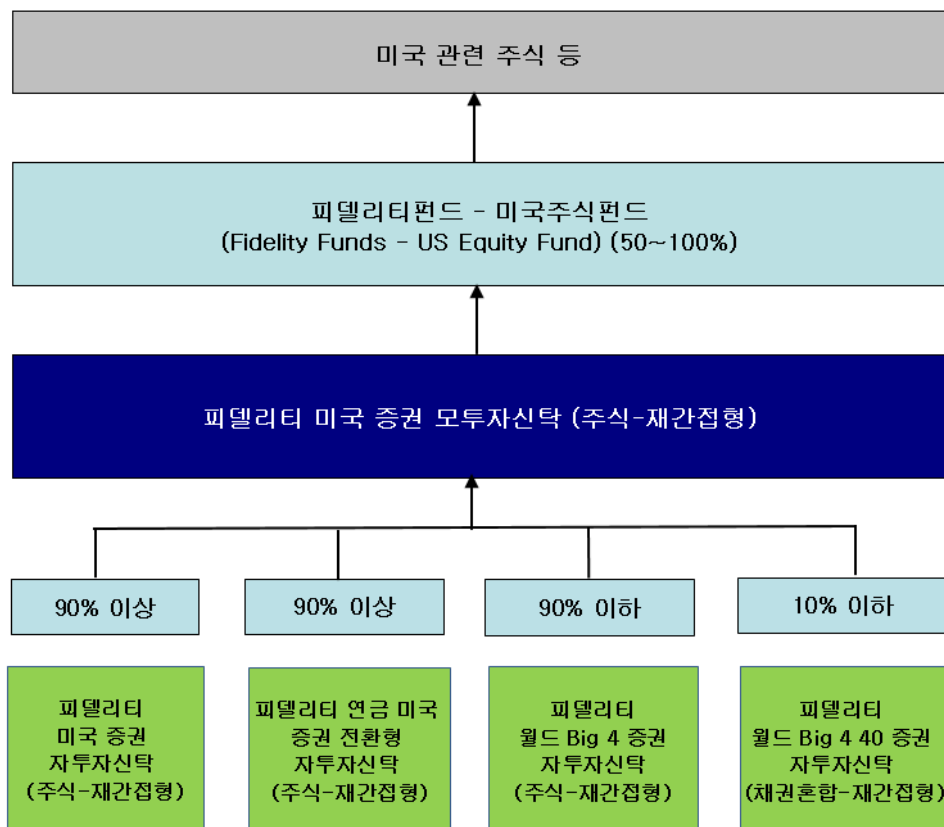 미국 관련 주식 등
피델리티펀드 - 미국주식펀드
(Fidelity Funds - US Equity Fund) (50~100%)
피델리티 미국 증권 모투자신탁 (주식-재간접형)
90% 이상
90% 이상
90% 이하
10% 이하
피델리티
미국 증권
자투자신탁
(주식-재간접형)
피델리티 연금 미국
증권 전환형
자투자신탁
(주식-재간접형)
피델리티
월드 Big 4 증권
자투자신탁
(주식-재간접형)
피델리티
월드 Big 4 40 증권
자투자신탁
(채권혼합-재간접형)